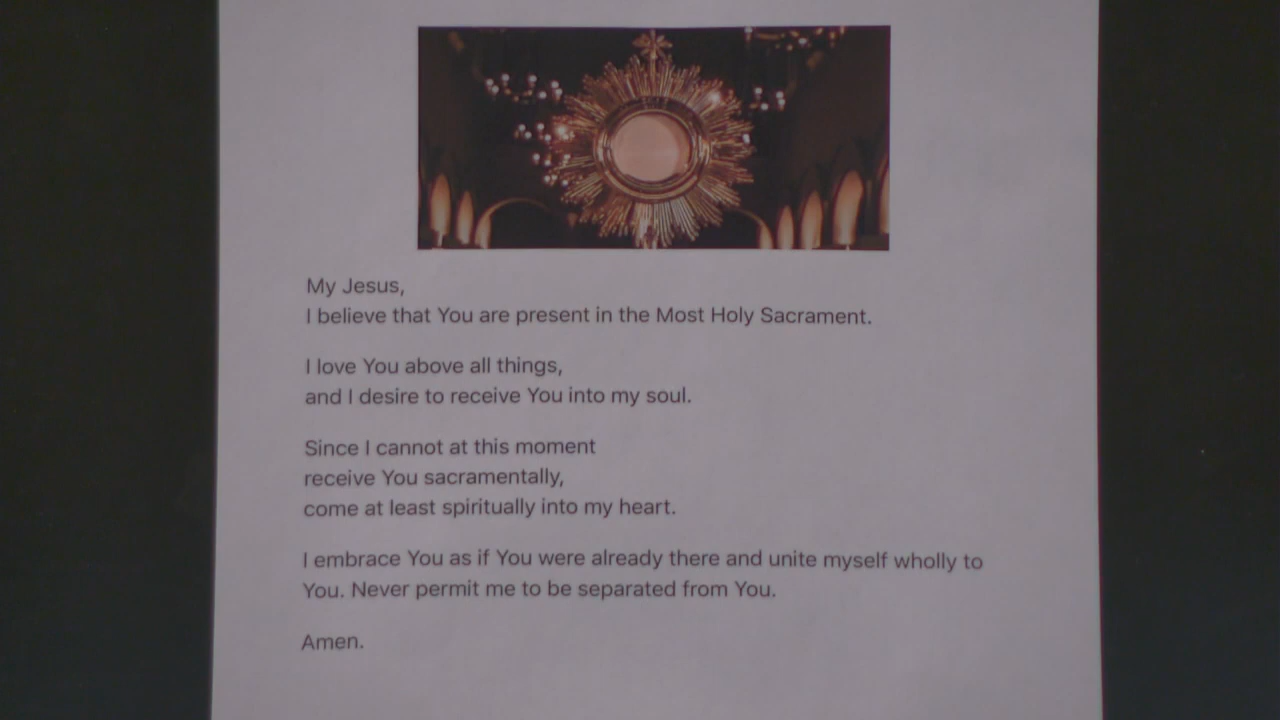 My Jesus,
I believe that You are present in the Most Holy Sacrament.
I love You above all things,
and I desire to receive You into my soul.
Since I cannot at this moment
receive You sacramentally,
come at least spiritually into my heart.
I embrace You as if You were already there and unite myself wholly to
You. Never permit me to be separated from You.
Amen.